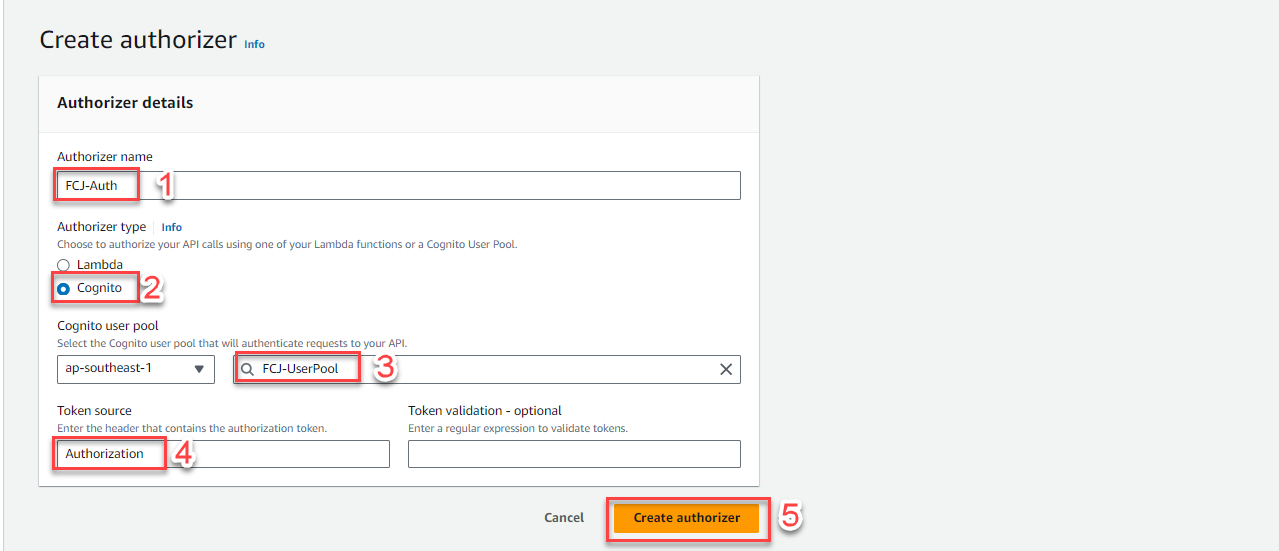 Create authorizer Info
Authorizer details
Authorizer name
FCJ-Auth 1
Authorizer type Info
Choose to authorize your API calls using one of your Lambda functions or a Cognito User Pool.
Lambda
Cognito 2
Cognito user pool
Select the Cognito user pool that will authenticate requests to your API.
ap-southeast-1 FCJ-UserPool 3
Token source Token validation - optional
Enter the header that contains the authorization token. Enter a regular expression to validate tokens.
Authorization 4
Cancel Create authorizer 5